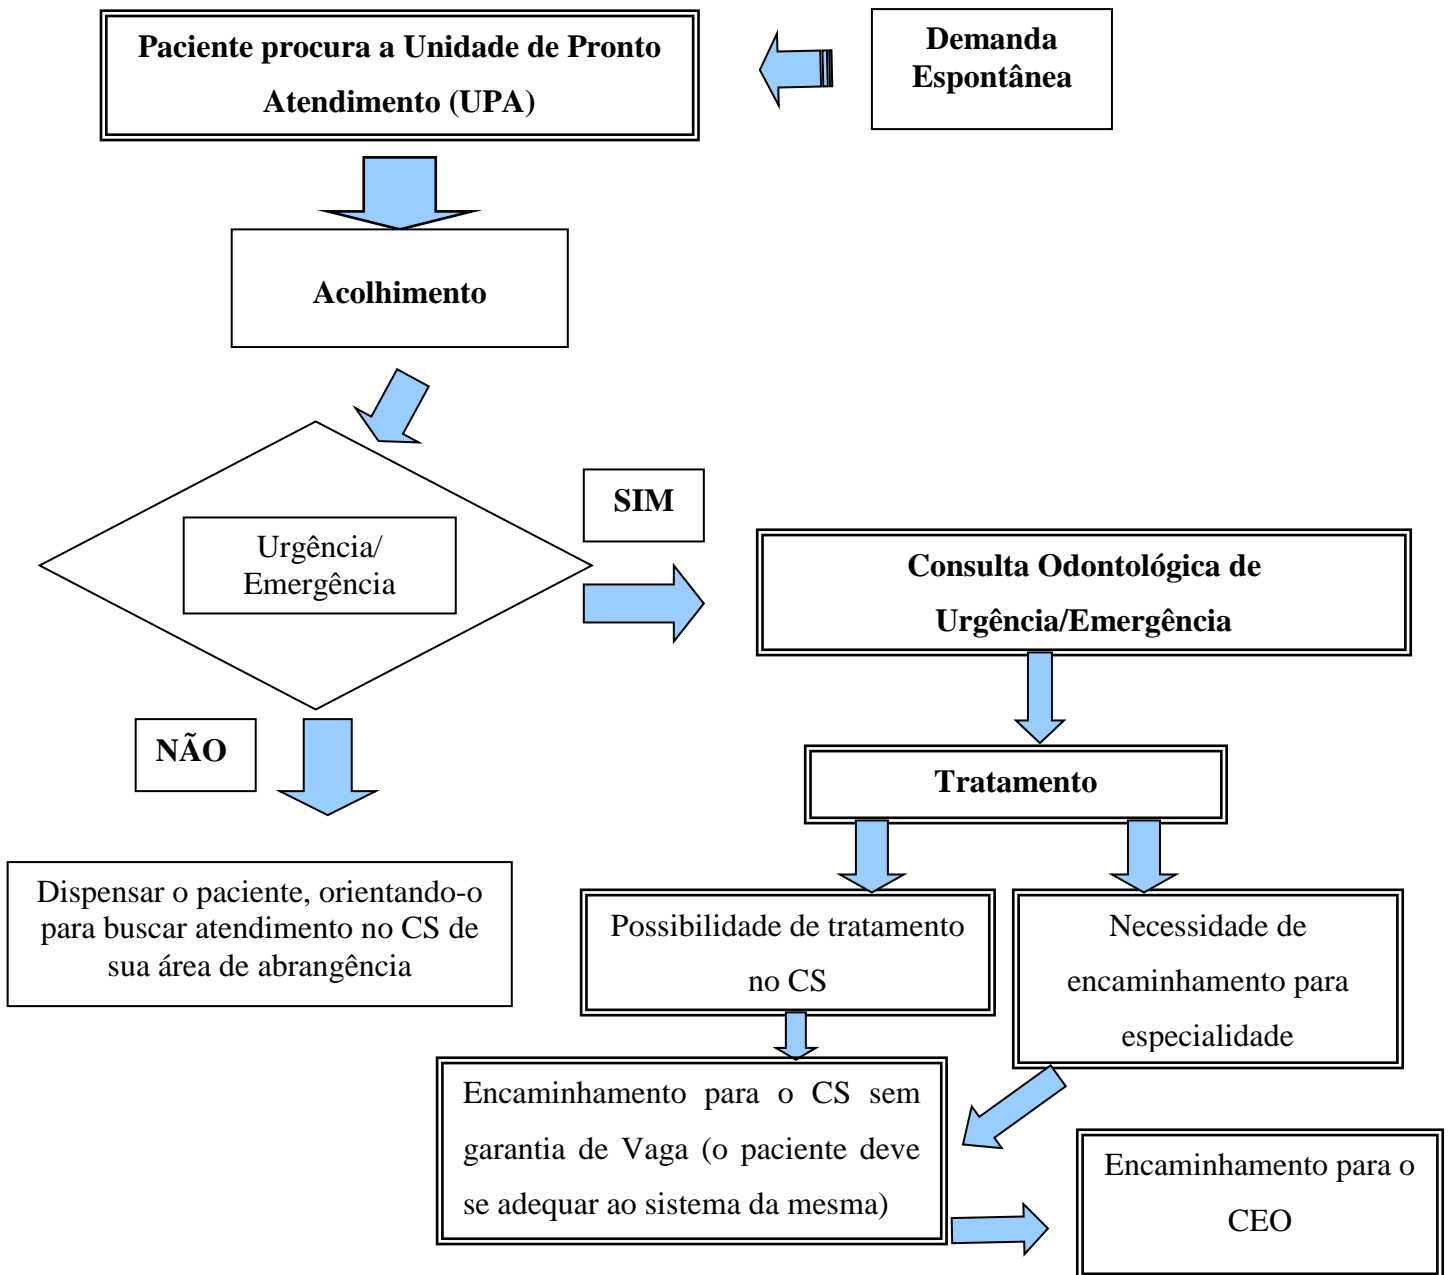 Paciente procura a Unidade de Pronto
Atendimento (UPA)
Demanda
Espontânea
Acolhimento
SIM
Urgência/
Emergência
Consulta Odontológica de
Urgência/Emergência
NÃO
Tratamento
Dispensar o paciente, orientando-o
para buscar atendimento no CS de
sua área de abrangência
Possibilidade de tratamento
no CS
Necessidade de
encaminhamento para
especialidade
Encaminhamento para o CS sem
garantia de Vaga (o paciente deve
se adequar ao sistema da mesma)
Encaminhamento para o
CEO